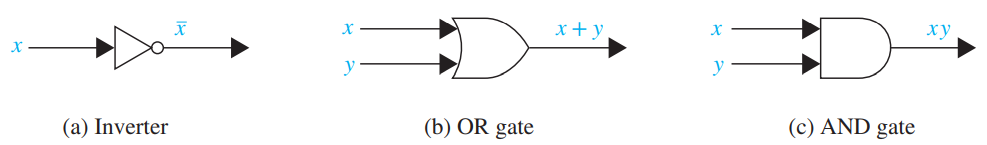 x
x̅
(a) Inverter
x
y
x + y
(b) OR gate
x
y
xy
(c) AND gate